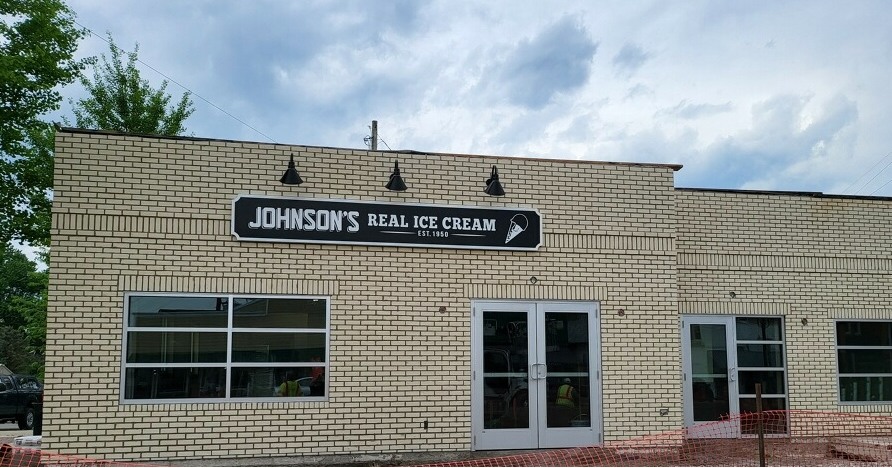 JOHNSON'S REAL ICE CREAM
EST. 1950